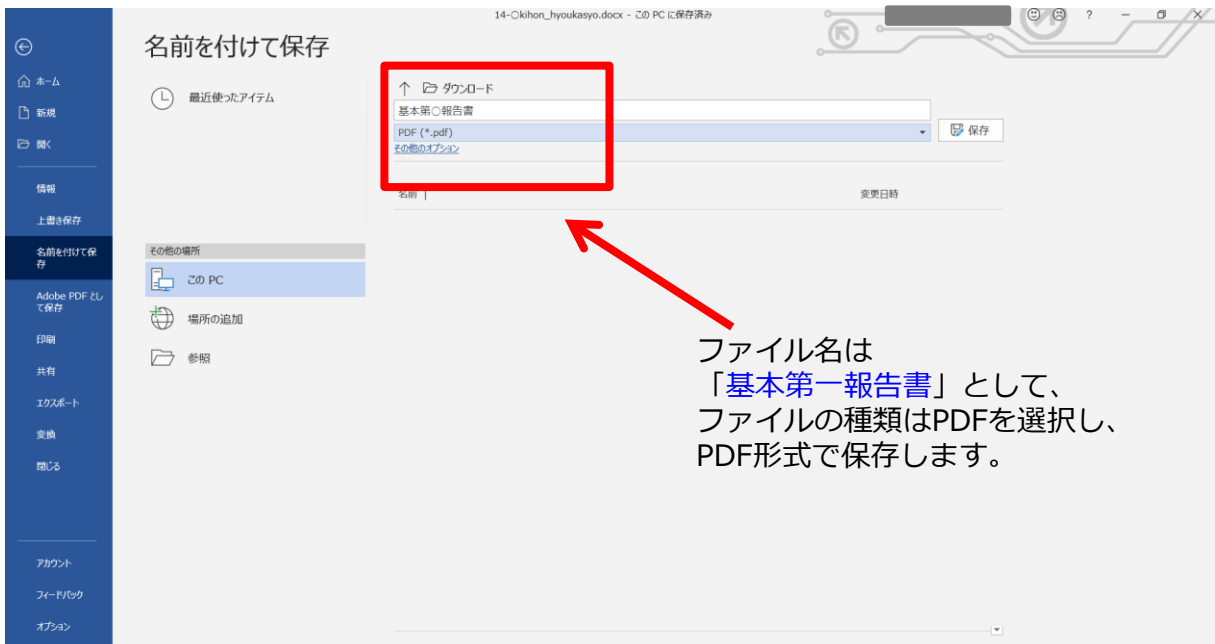 14-○kihon_hyoukasyo.docx - この PC に保存済み
?
名前を付けて保存
ホーム
新規
開く
情報
上書き保存
名前を付けて保
存
Adobe PDF とし
て保存
印刷
共有
エクスポート
変換
閉じる
アカウント
フィードバック
オプション
最近使ったアイテム
その他の場所
この PC
場所の追加
参照
ダウンロード
基本第○報告書
PDF (*.pdf)
保存
その他のオプション
名前
変更日時
ファイル名は
「基本第一報告書」として、
ファイルの種類はPDFを選択し、
PDF形式で保存します。